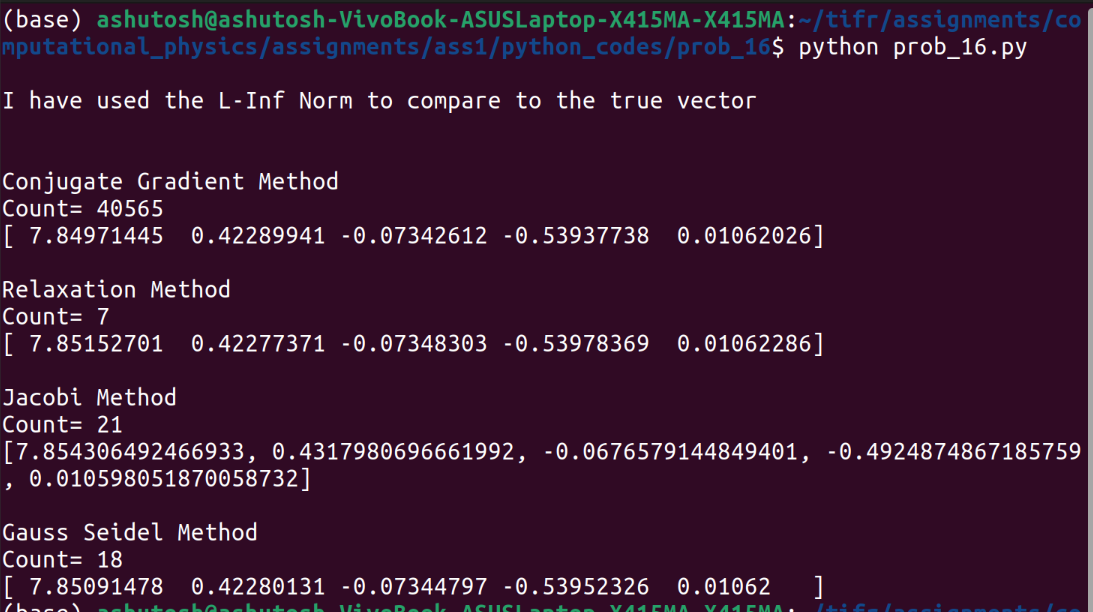 (base) ashutosh@ashutosh-VivoBook-ASUSLaptop-X415MA-X415MA:~/tifr/assignments/co
mputational_physics/assignments/ass1/python_codes/prob_16$ python prob_16.py
I have used the L-Inf Norm to compare to the true vector
Conjugate Gradient Method
Count= 40565
[ 7.84971445  0.42289941 -0.07342612 -0.53937738  0.01062026]
Relaxation Method
Count= 7
[ 7.85152701  0.42277371 -0.07348303 -0.53978369  0.01062286]
Jacobi Method
Count= 21
[7.854306492466933, 0.4317980696661992, -0.0676579144849401, -0.4924874867185759
, 0.010598051870058732]
Gauss Seidel Method
Count= 18
[ 7.85091478  0.42280131 -0.07344797 -0.53952326  0.01062   ]
(base) ashutosh@ashutosh-VivoBook-ASUSLaptop-X415MA-X415MA:~/tifr/assignments/co